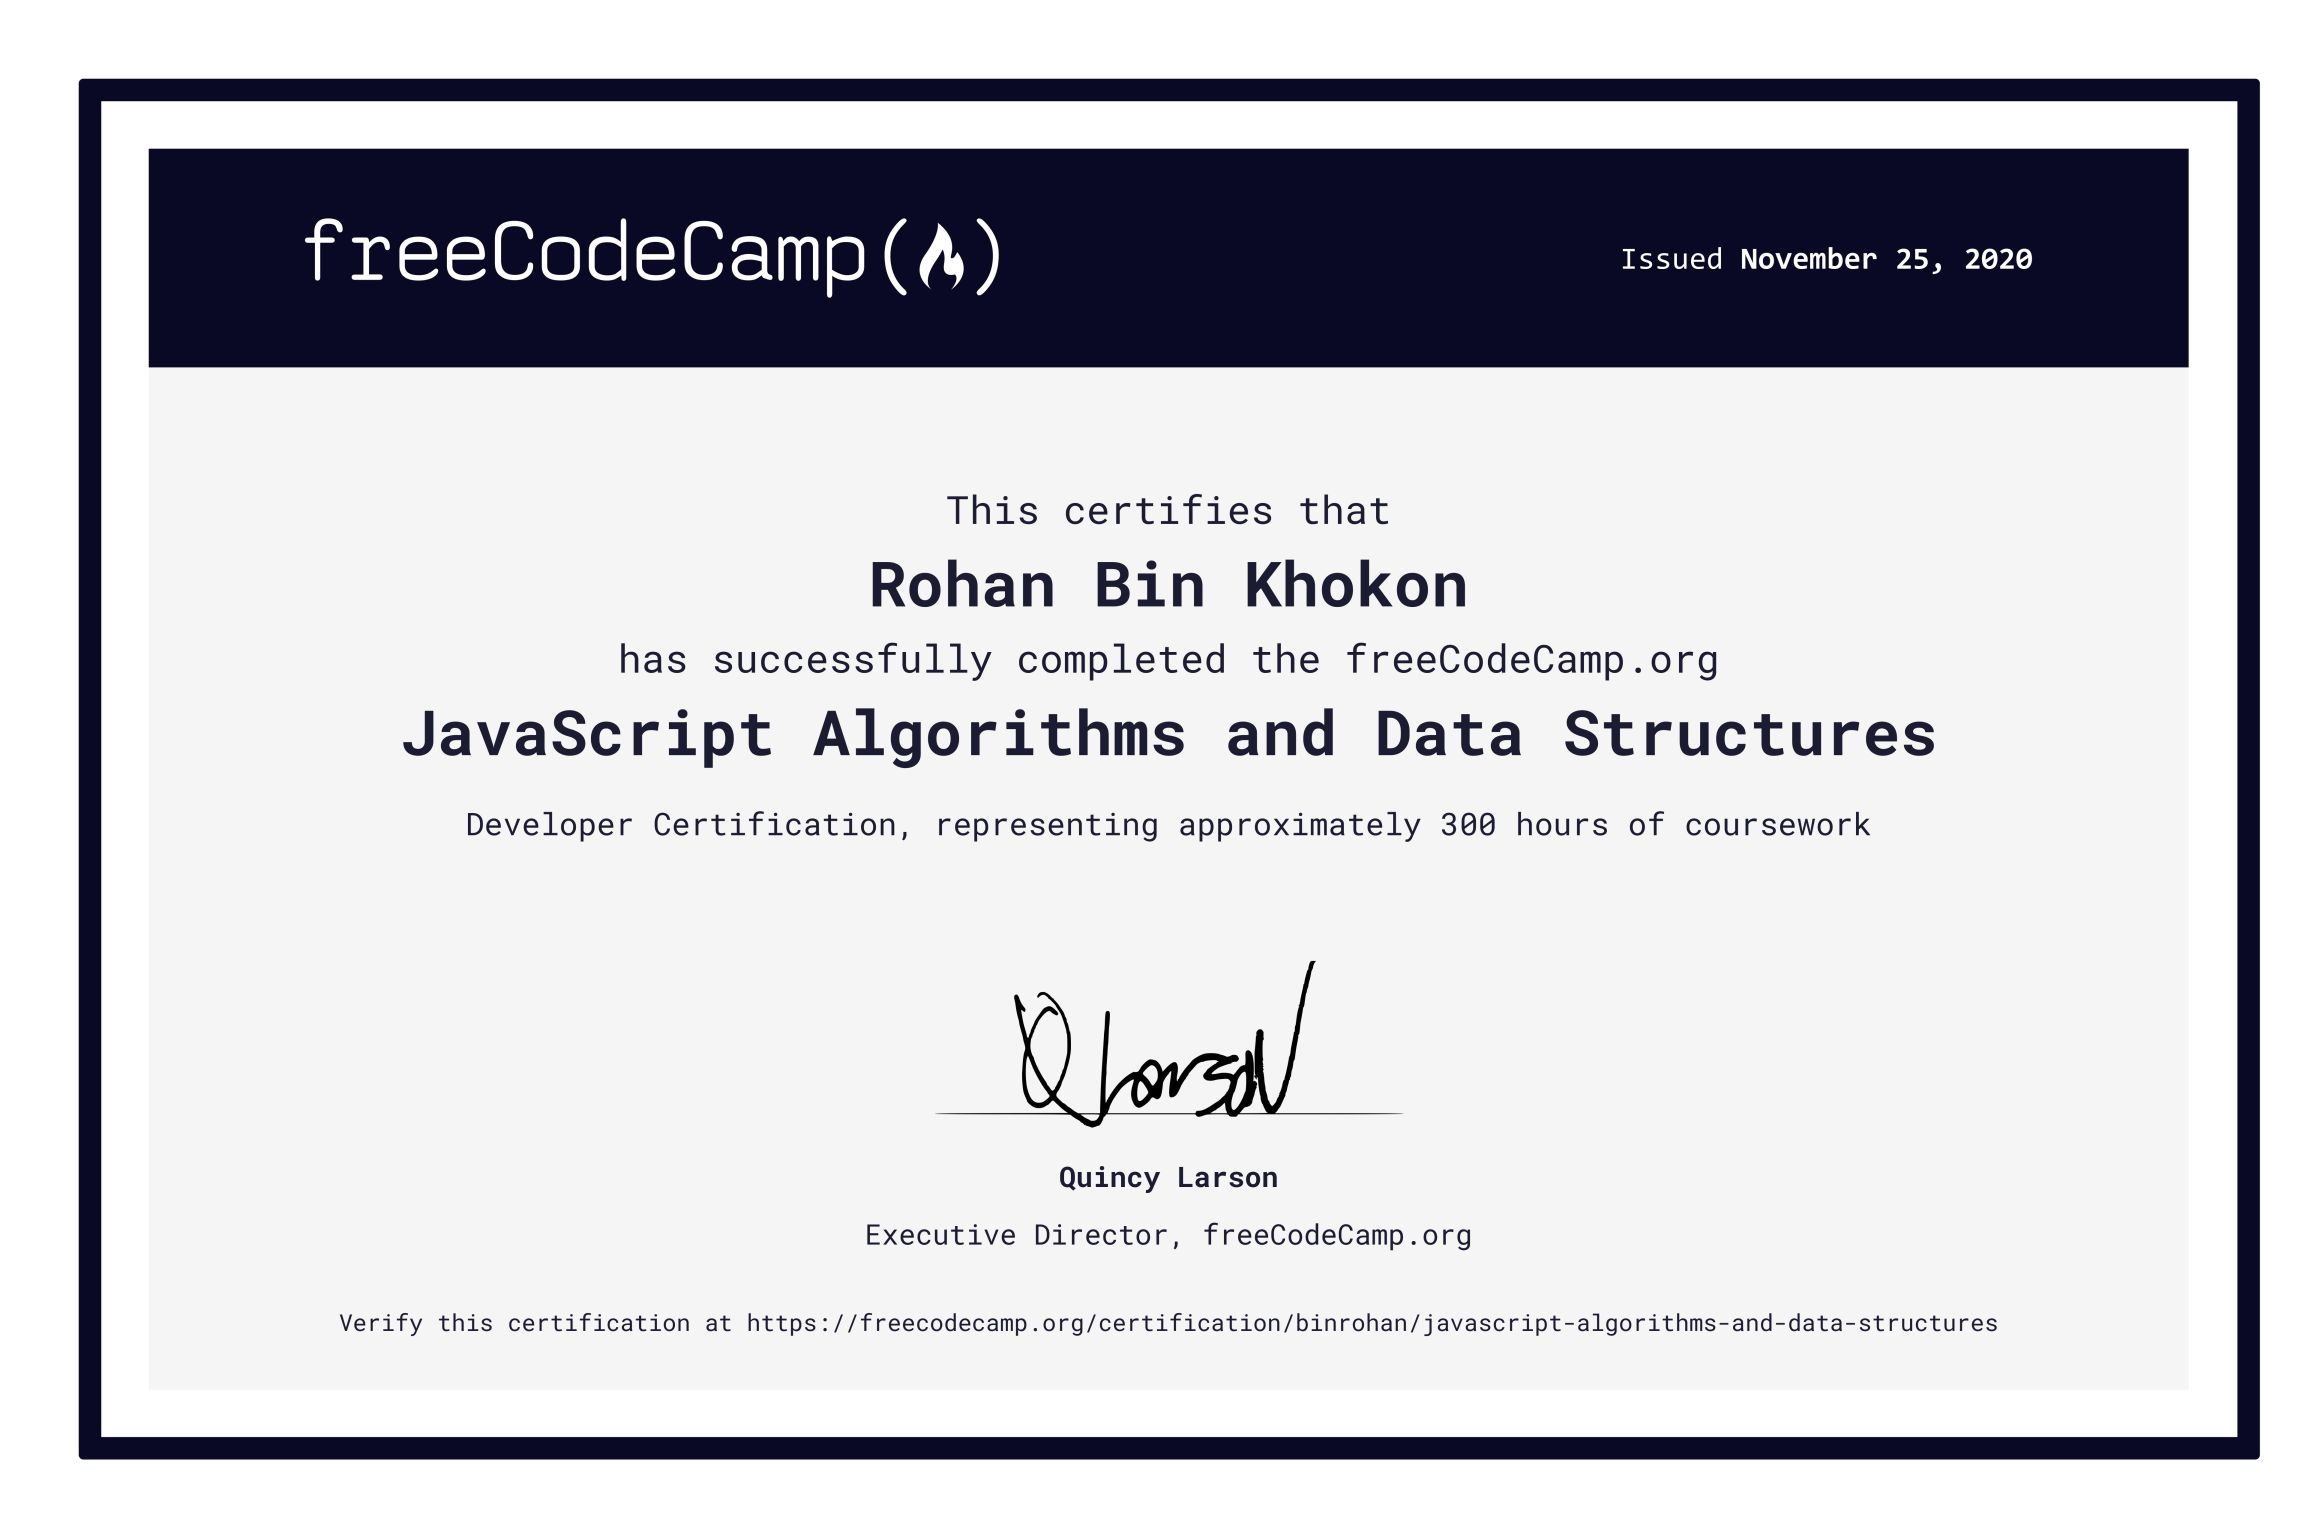 freeCodeCamp(🔥)
Issued November 25, 2020
This certifies that
Rohan Bin Khokon
has successfully completed the freeCodeCamp.org
JavaScript Algorithms and Data Structures
Developer Certification, representing approximately 300 hours of coursework
Q Larson
Quincy Larson
Executive Director, freeCodeCamp.org
Verify this certification at https://freecodecamp.org/certification/binrohan/javascript-algorithms-and-data-structures